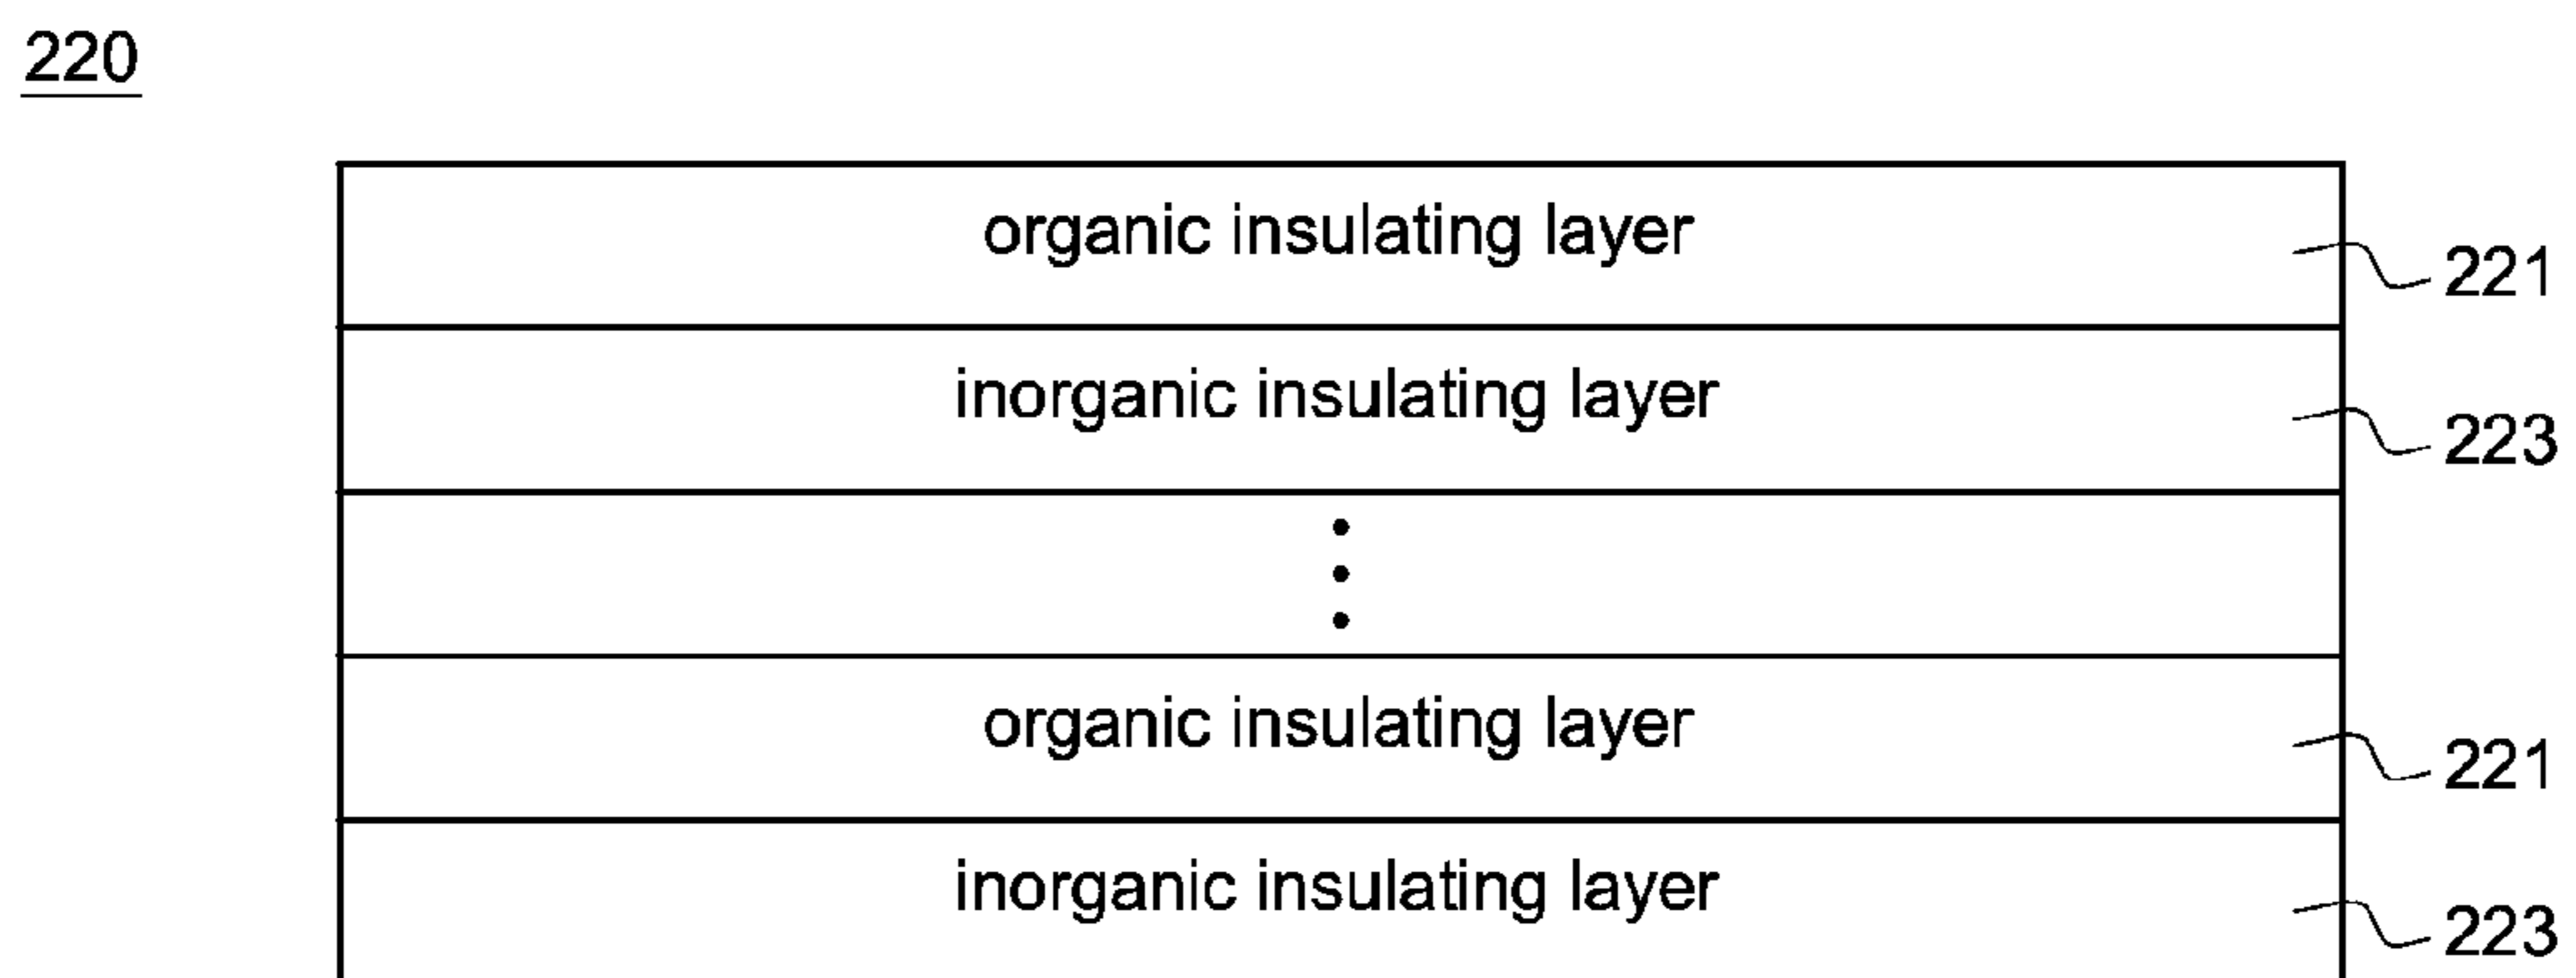 220
organic insulating layer
221
inorganic insulating layer
223
organic insulating layer
221
inorganic insulating layer
223